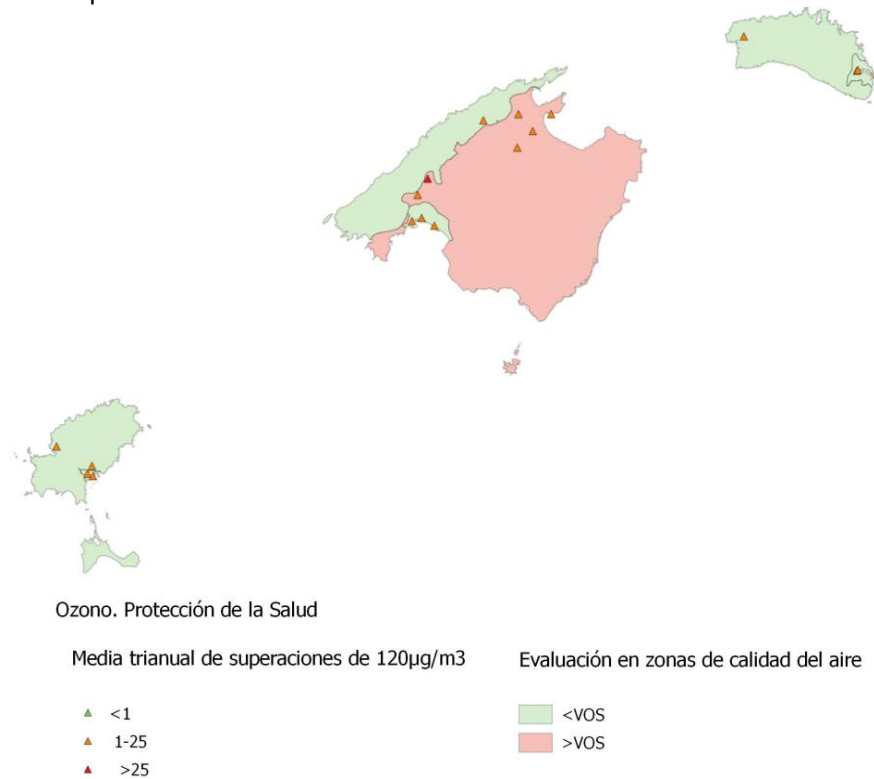 Ozono. Protección de la Salud
Media trianual de superaciones de 120µg/m3
Evaluación en zonas de calidad del aire
<1
1-25
>25
<VOS
>VOS